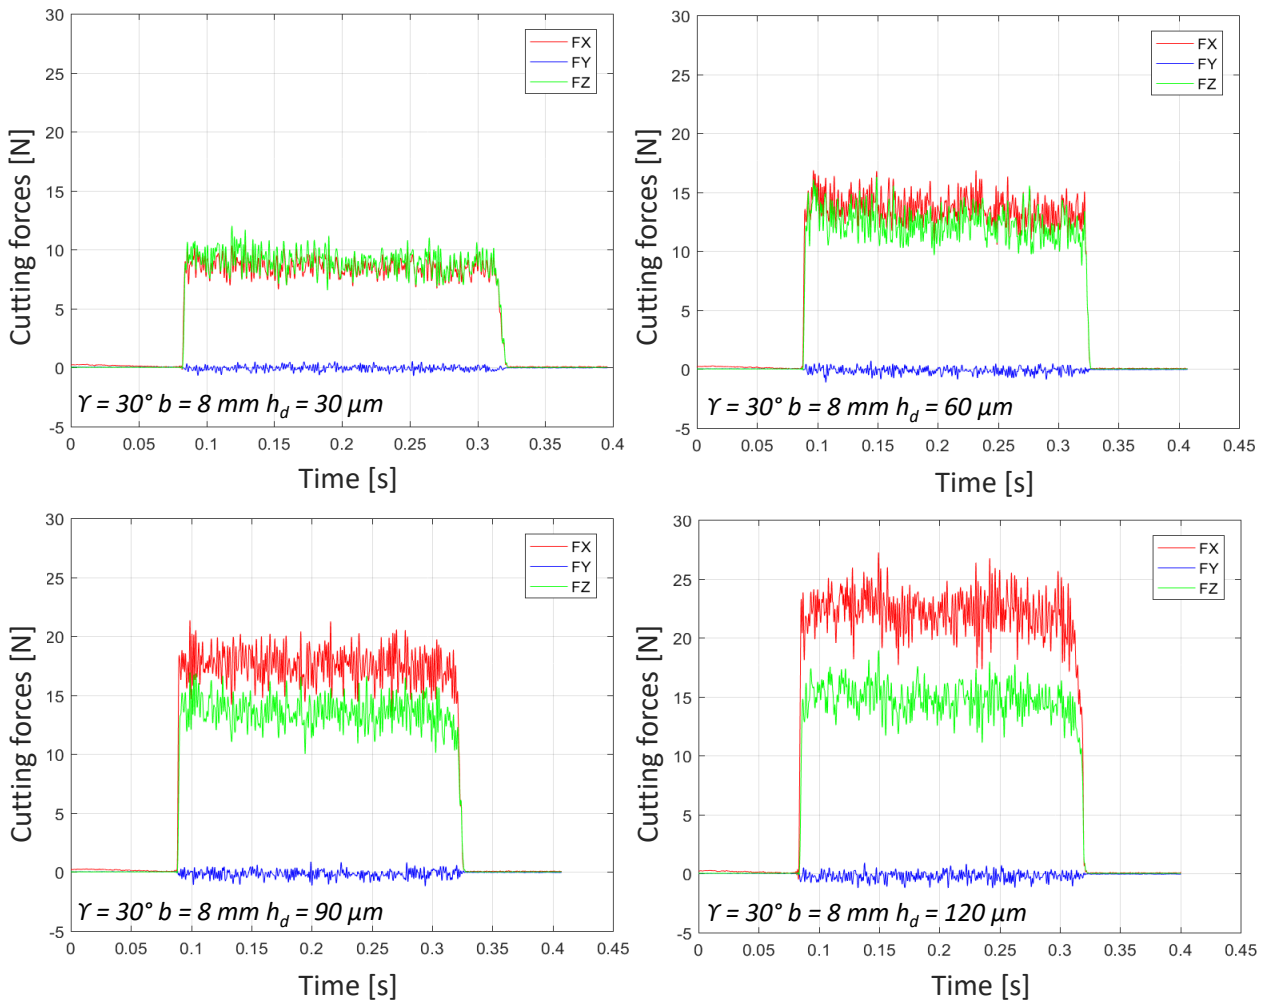 30
25
20
15
10
5
0
-5
Cutting forces [N]
FX
FY
FZ
ϒ = 30° b = 8 mm h_d = 30 µm
0 0.05 0.1 0.15 0.2 0.25 0.3 0.35 0.4
Time [s]
30
25
20
15
10
5
0
-5
Cutting forces [N]
FX
FY
FZ
ϒ = 30° b = 8 mm h_d = 60 µm
0 0.05 0.1 0.15 0.2 0.25 0.3 0.35 0.4 0.45
Time [s]
30
25
20
15
10
5
0
-5
Cutting forces [N]
FX
FY
FZ
ϒ = 30° b = 8 mm h_d = 90 µm
0 0.05 0.1 0.15 0.2 0.25 0.3 0.35 0.4 0.45
Time [s]
30
25
20
15
10
5
0
-5
Cutting forces [N]
FX
FY
FZ
ϒ = 30° b = 8 mm h_d = 120 µm
0 0.05 0.1 0.15 0.2 0.25 0.3 0.35 0.4 0.45
Time [s]